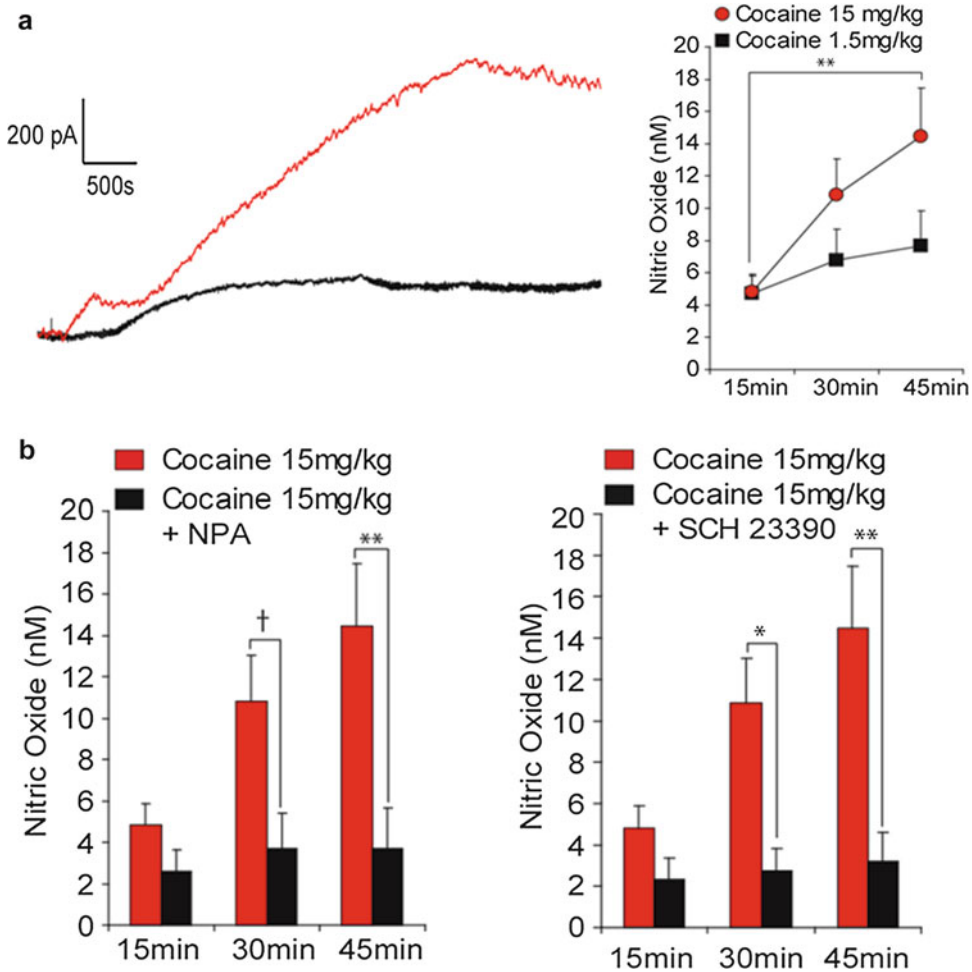 a
200 pA
500s
Cocaine 15 mg/kg
Cocaine 1.5mg/kg
**
20
18
16
14
12
10
8
6
4
2
0
Nitric Oxide (nM)
15min 30min 45min
b
Cocaine 15mg/kg
Cocaine 15mg/kg
+ NPA
20
18
16
14
12
10
8
6
4
2
0
Nitric Oxide (nM)
†
**
15min 30min 45min
Cocaine 15mg/kg
Cocaine 15mg/kg
+ SCH 23390
20
18
16
14
12
10
8
6
4
2
0
Nitric Oxide (nM)
*
**
15min 30min 45min